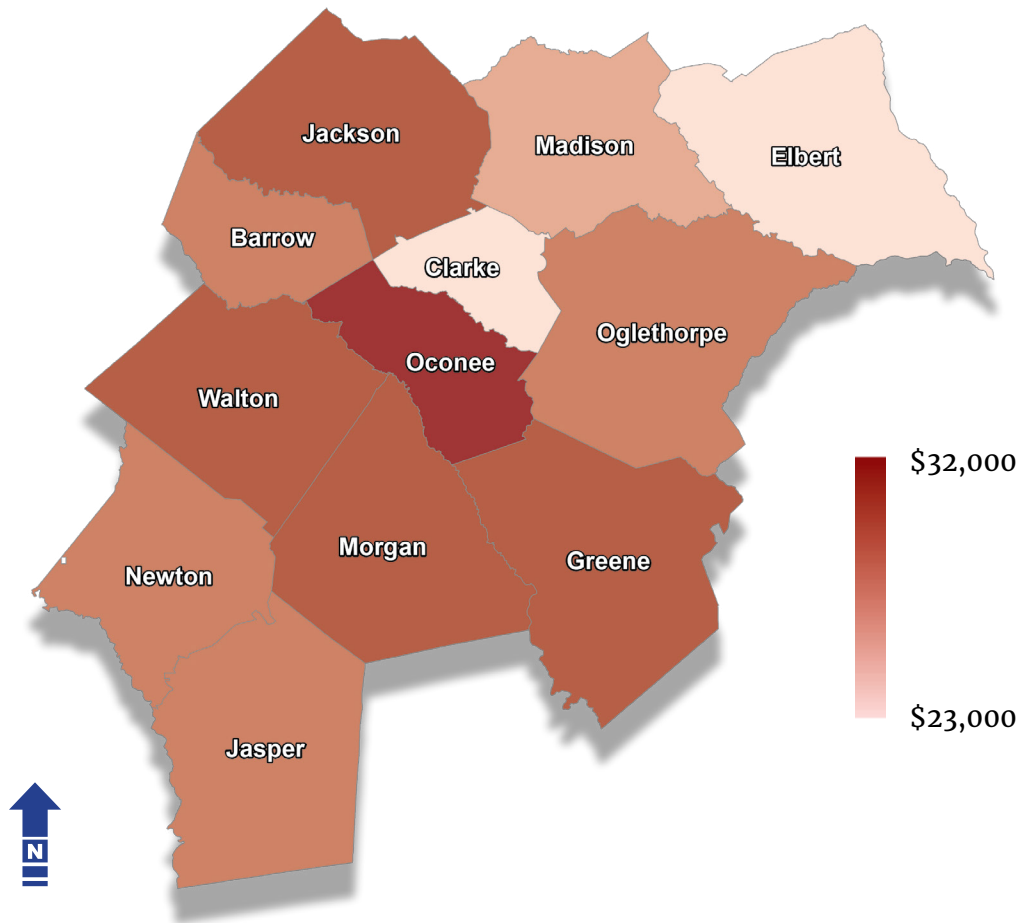 Jackson
Madison
Elbert
Barrow
Clarke
Oglethorpe
Oconee
Walton
Morgan
Greene
Newton
Jasper
$32,000
$23,000
N